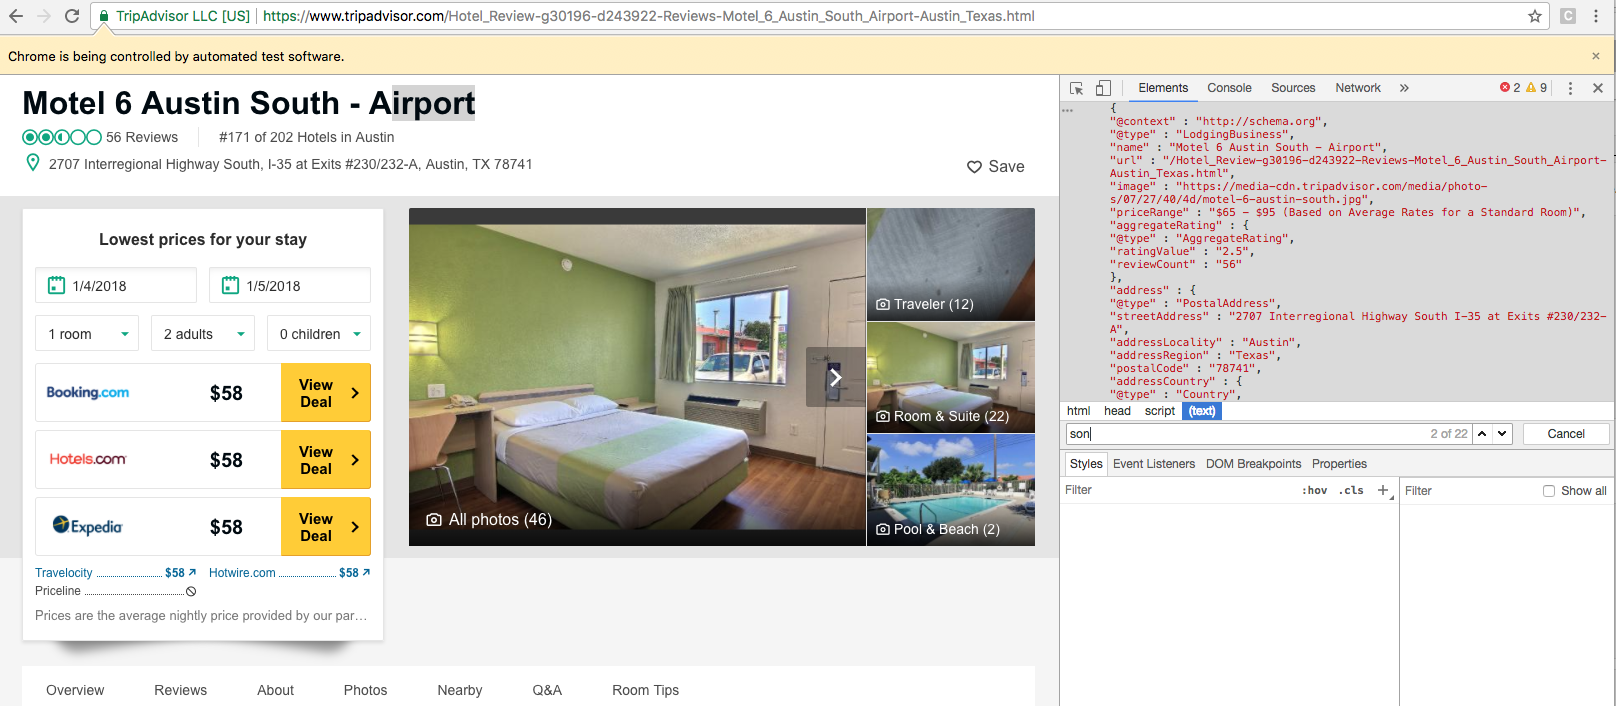 TripAdvisor LLC [US] https://www.tripadvisor.com/Hotel_Review-g30196-d243922-Reviews-Motel_6_Austin_South_Airport-Austin_Texas.html
C
Chrome is being controlled by automated test software.
Motel 6 Austin South - Airport
56 Reviews
#171 of 202 Hotels in Austin
2707 Interregional Highway South, I-35 at Exits #230/232-A, Austin, TX 78741
Save
Lowest prices for your stay
1/4/2018
1/5/2018
1 room
2 adults
0 children
Booking.com
$58
View
Deal
Hotels.com
$58
View
Deal
Expedia
$58
View
Deal
Travelocity $58
Hotwire.com $58
Priceline
Prices are the average nightly price provided by our par…
All photos (46)
Traveler (12)
Room & Suite (22)
Pool & Beach (2)
Overview
Reviews
About
Photos
Nearby
Q&A
Room Tips
Elements
Console
Sources
Network
»
2
9
{
"@context" : "http://schema.org",
"@type" : "LodgingBusiness",
"name" : "Motel 6 Austin South - Airport",
"url" : "/Hotel_Review-g30196-d243922-Reviews-Motel_6_Austin_South_Airport-
Austin_Texas.html",
"image" : "https://media-cdn.tripadvisor.com/media/photo-
s/07/27/40/4d/motel-6-austin-south.jpg",
"priceRange" : "$65 - $95 (Based on Average Rates for a Standard Room)",
"aggregateRating" : {
"@type" : "AggregateRating",
"ratingValue" : "2.5",
"reviewCount" : "56"
},
"address" : {
"@type" : "PostalAddress",
"streetAddress" : "2707 Interregional Highway South I-35 at Exits #230/232-
A",
"addressLocality" : "Austin",
"addressRegion" : "Texas",
"postalCode" : "78741",
"addressCountry" : {
"@type" : "Country",
html
head
script
(text)
son
2 of 22
Cancel
Styles
Event Listeners
DOM Breakpoints
Properties
Filter
:hov
.cls
+
Filter
Show all